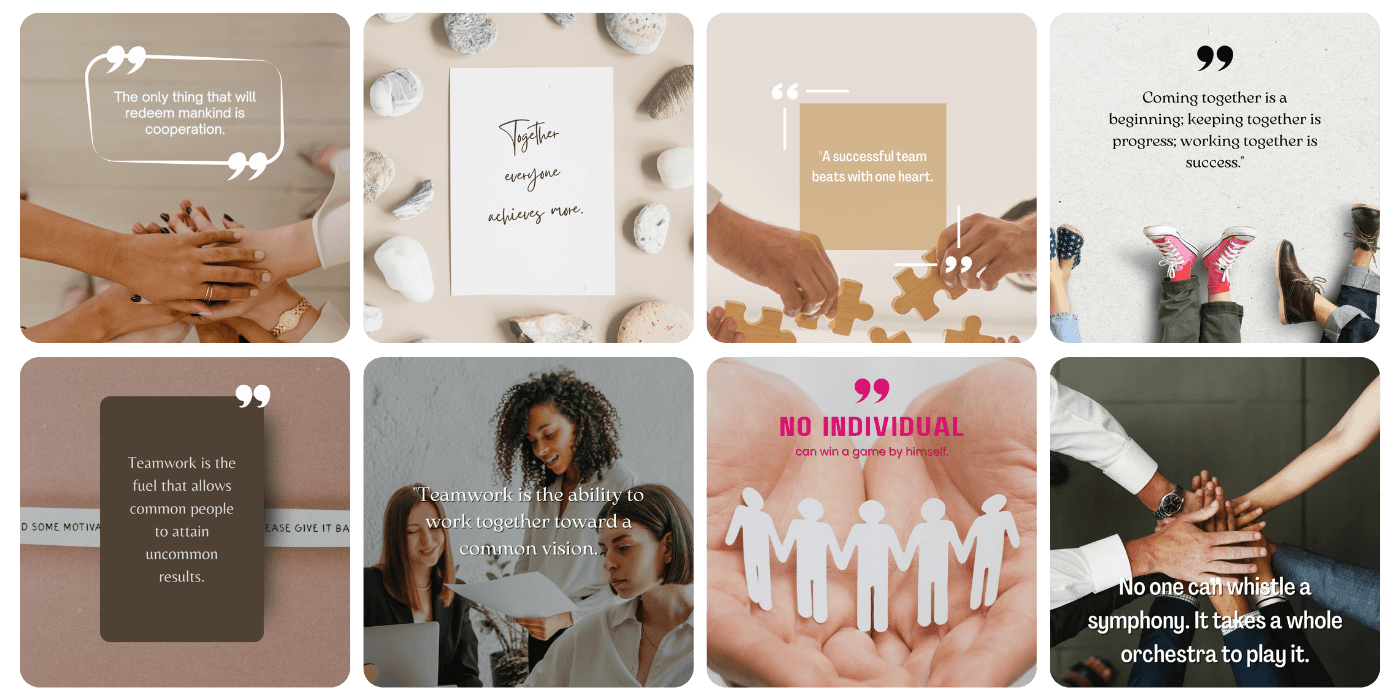 The only thing that will
redeem mankind is
cooperation.
Together
everyone
achieves more.
"A successful team
beats with one heart.
Coming together is a
beginning; keeping together is
progress; working together is
success."
D SOME MOTIVA
EASE GIVE IT BA
Teamwork is the
fuel that allows
common people
to attain
uncommon
results.
"Teamwork is the ability to
work together toward a
common vision.
NO INDIVIDUAL
can win a game by himself.
No one can whistle a
symphony. It takes a whole
orchestra to play it.